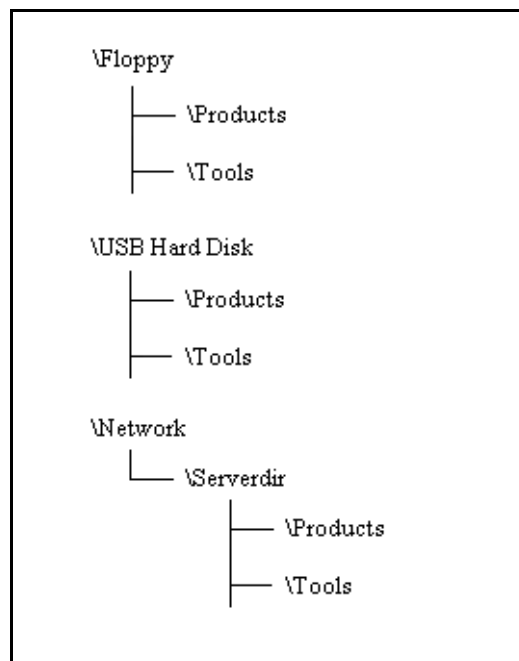 \Floppy
\Products
\Tools
\USB Hard Disk
\Products
\Tools
\Network
\Serverdir
\Products
\Tools